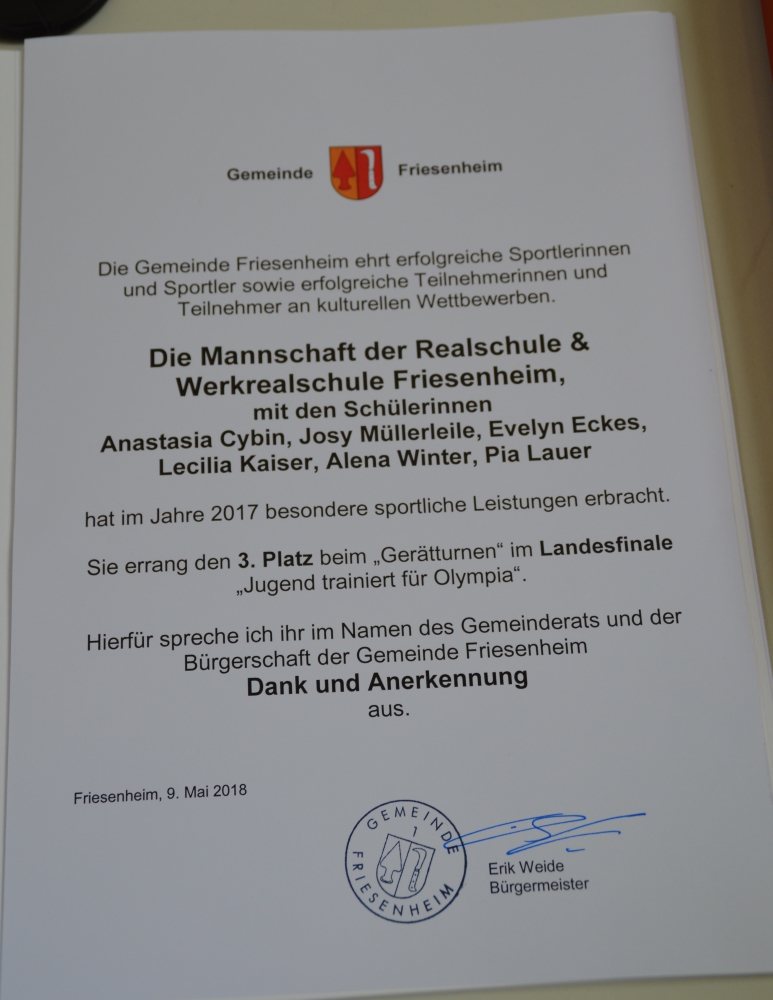 Gemeinde Friesenheim
Die Gemeinde Friesenheim ehrt erfolgreiche Sportlerinnen
und Sportler sowie erfolgreiche Teilnehmerinnen und
Teilnehmer an kulturellen Wettbewerben.
Die Mannschaft der Realschule &
Werkrealschule Friesenheim,
mit den Schülerinnen
Anastasia Cybin, Josy Müllerleile, Evelyn Eckes,
Lecilia Kaiser, Alena Winter, Pia Lauer
hat im Jahre 2017 besondere sportliche Leistungen erbracht.
Sie errang den 3. Platz beim „Gerätturnen“ im Landesfinale
„Jugend trainiert für Olympia“.
Hierfür spreche ich ihr im Namen des Gemeinderats und der
Bürgerschaft der Gemeinde Friesenheim
Dank und Anerkennung
aus.
Friesenheim, 9. Mai 2018
GEMEINDE
1
FRIESENHEIM
Erik Weide
Bürgermeister